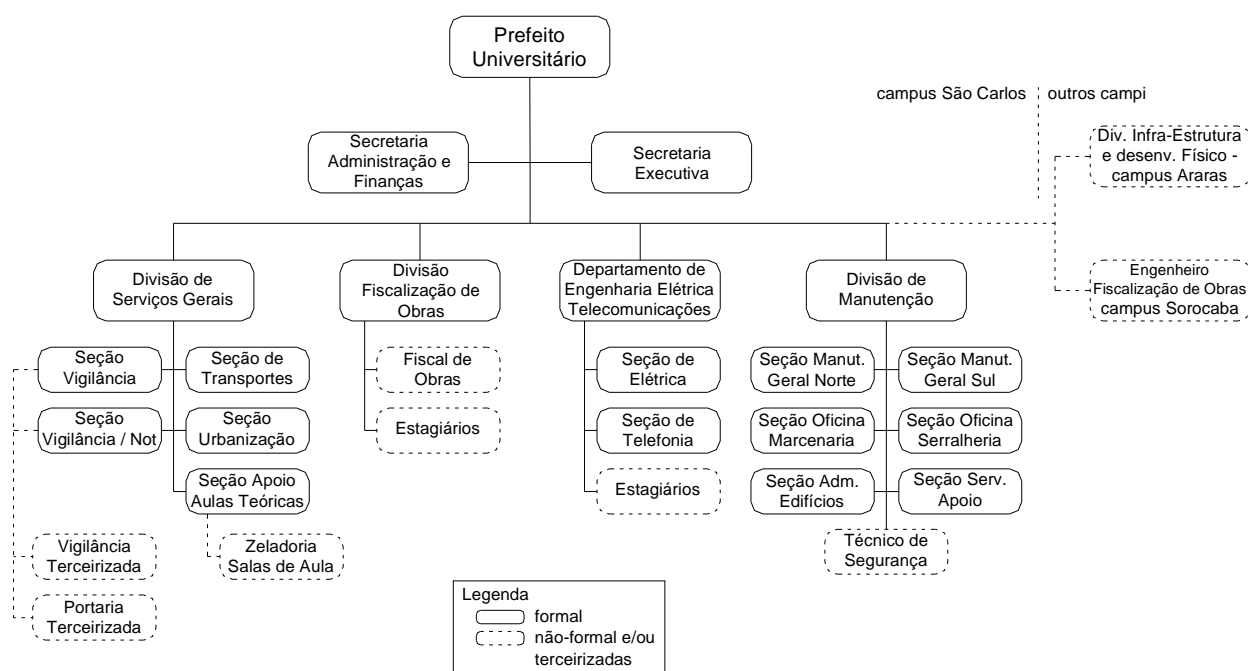 Prefeito
Universitário
campus São Carlos
outros campi
Secretaria
Administração e
Finanças
Secretaria
Executiva
Div. Infra-Estrutura
e desenv. Físico -
campus Araras
Divisão de
Serviços Gerais
Divisão
Fiscalização de
Obras
Departamento de
Engenharia Elétrica
Telecomunicações
Divisão de
Manutenção
Engenheiro
Fiscalização de Obras
campus Sorocaba
Seção
Vigilância
Seção de
Transportes
Fiscal de
Obras
Seção de
Elétrica
Seção Manut.
Geral Norte
Seção Manut.
Geral Sul
Seção
Vigilância / Not
Seção
Urbanização
Estagiários
Seção de
Telefonia
Seção Oficina
Marcenaria
Seção Oficina
Serralheria
Seção Apoio
Aulas Teóricas
Estagiários
Seção Adm.
Edifícios
Seção Serv.
Apoio
Vigilância
Terceirizada
Zeladoria
Salas de Aula
Técnico de
Segurança
Portaria
Terceirizada
Legenda
formal
não-formal e/ou
terceirizadas